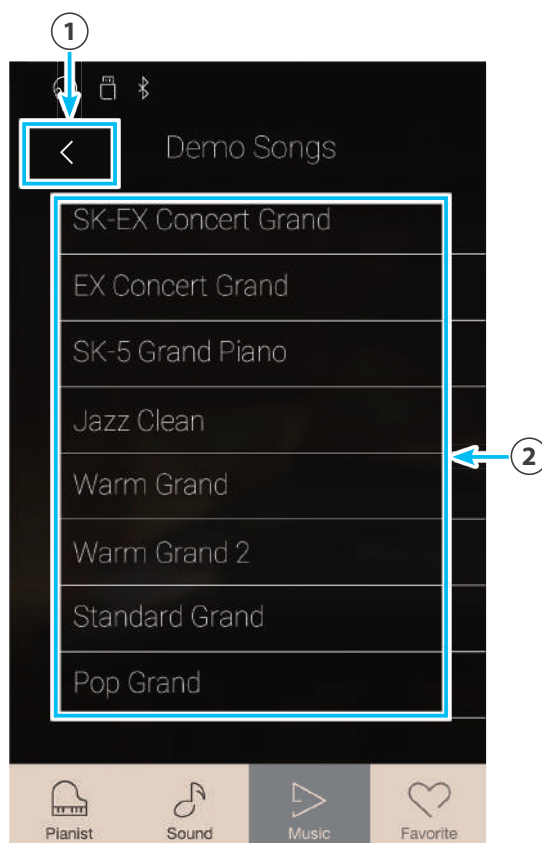 1
Demo Songs
SK-EX Concert Grand
EX Concert Grand
SK-5 Grand Piano
Jazz Clean
2
Warm Grand
Warm Grand 2
Standard Grand
Pop Grand
Pianist Sound Music Favorite